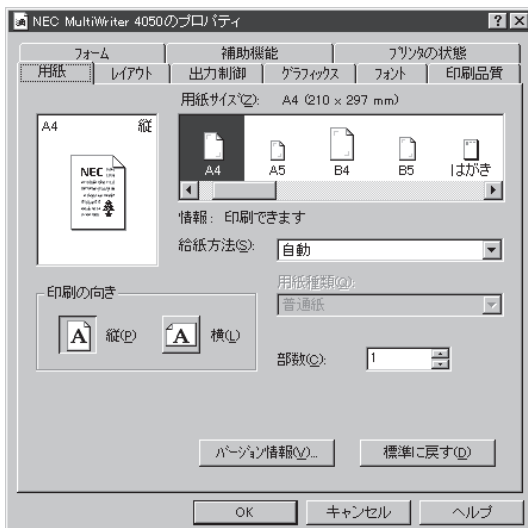 NEC MultiWriter 4050のプロパティ
フォーム 補助機能 プリンタの状態
用紙 レイアウト 出力制御 グラフィックス フォント 印刷品質
用紙サイズ(Z): A4 (210 x 297 mm)
A4 縦
NEC
A4 A5 B4 B5 はがき
情報: 印刷できます
給紙方法(S): 自動
用紙種類(Q):
普通紙
印刷の向き
A 縦(P) A 横(L)
部数(C): 1
バージョン情報(V)... 標準に戻す(D)
OK キャンセル ヘルプ